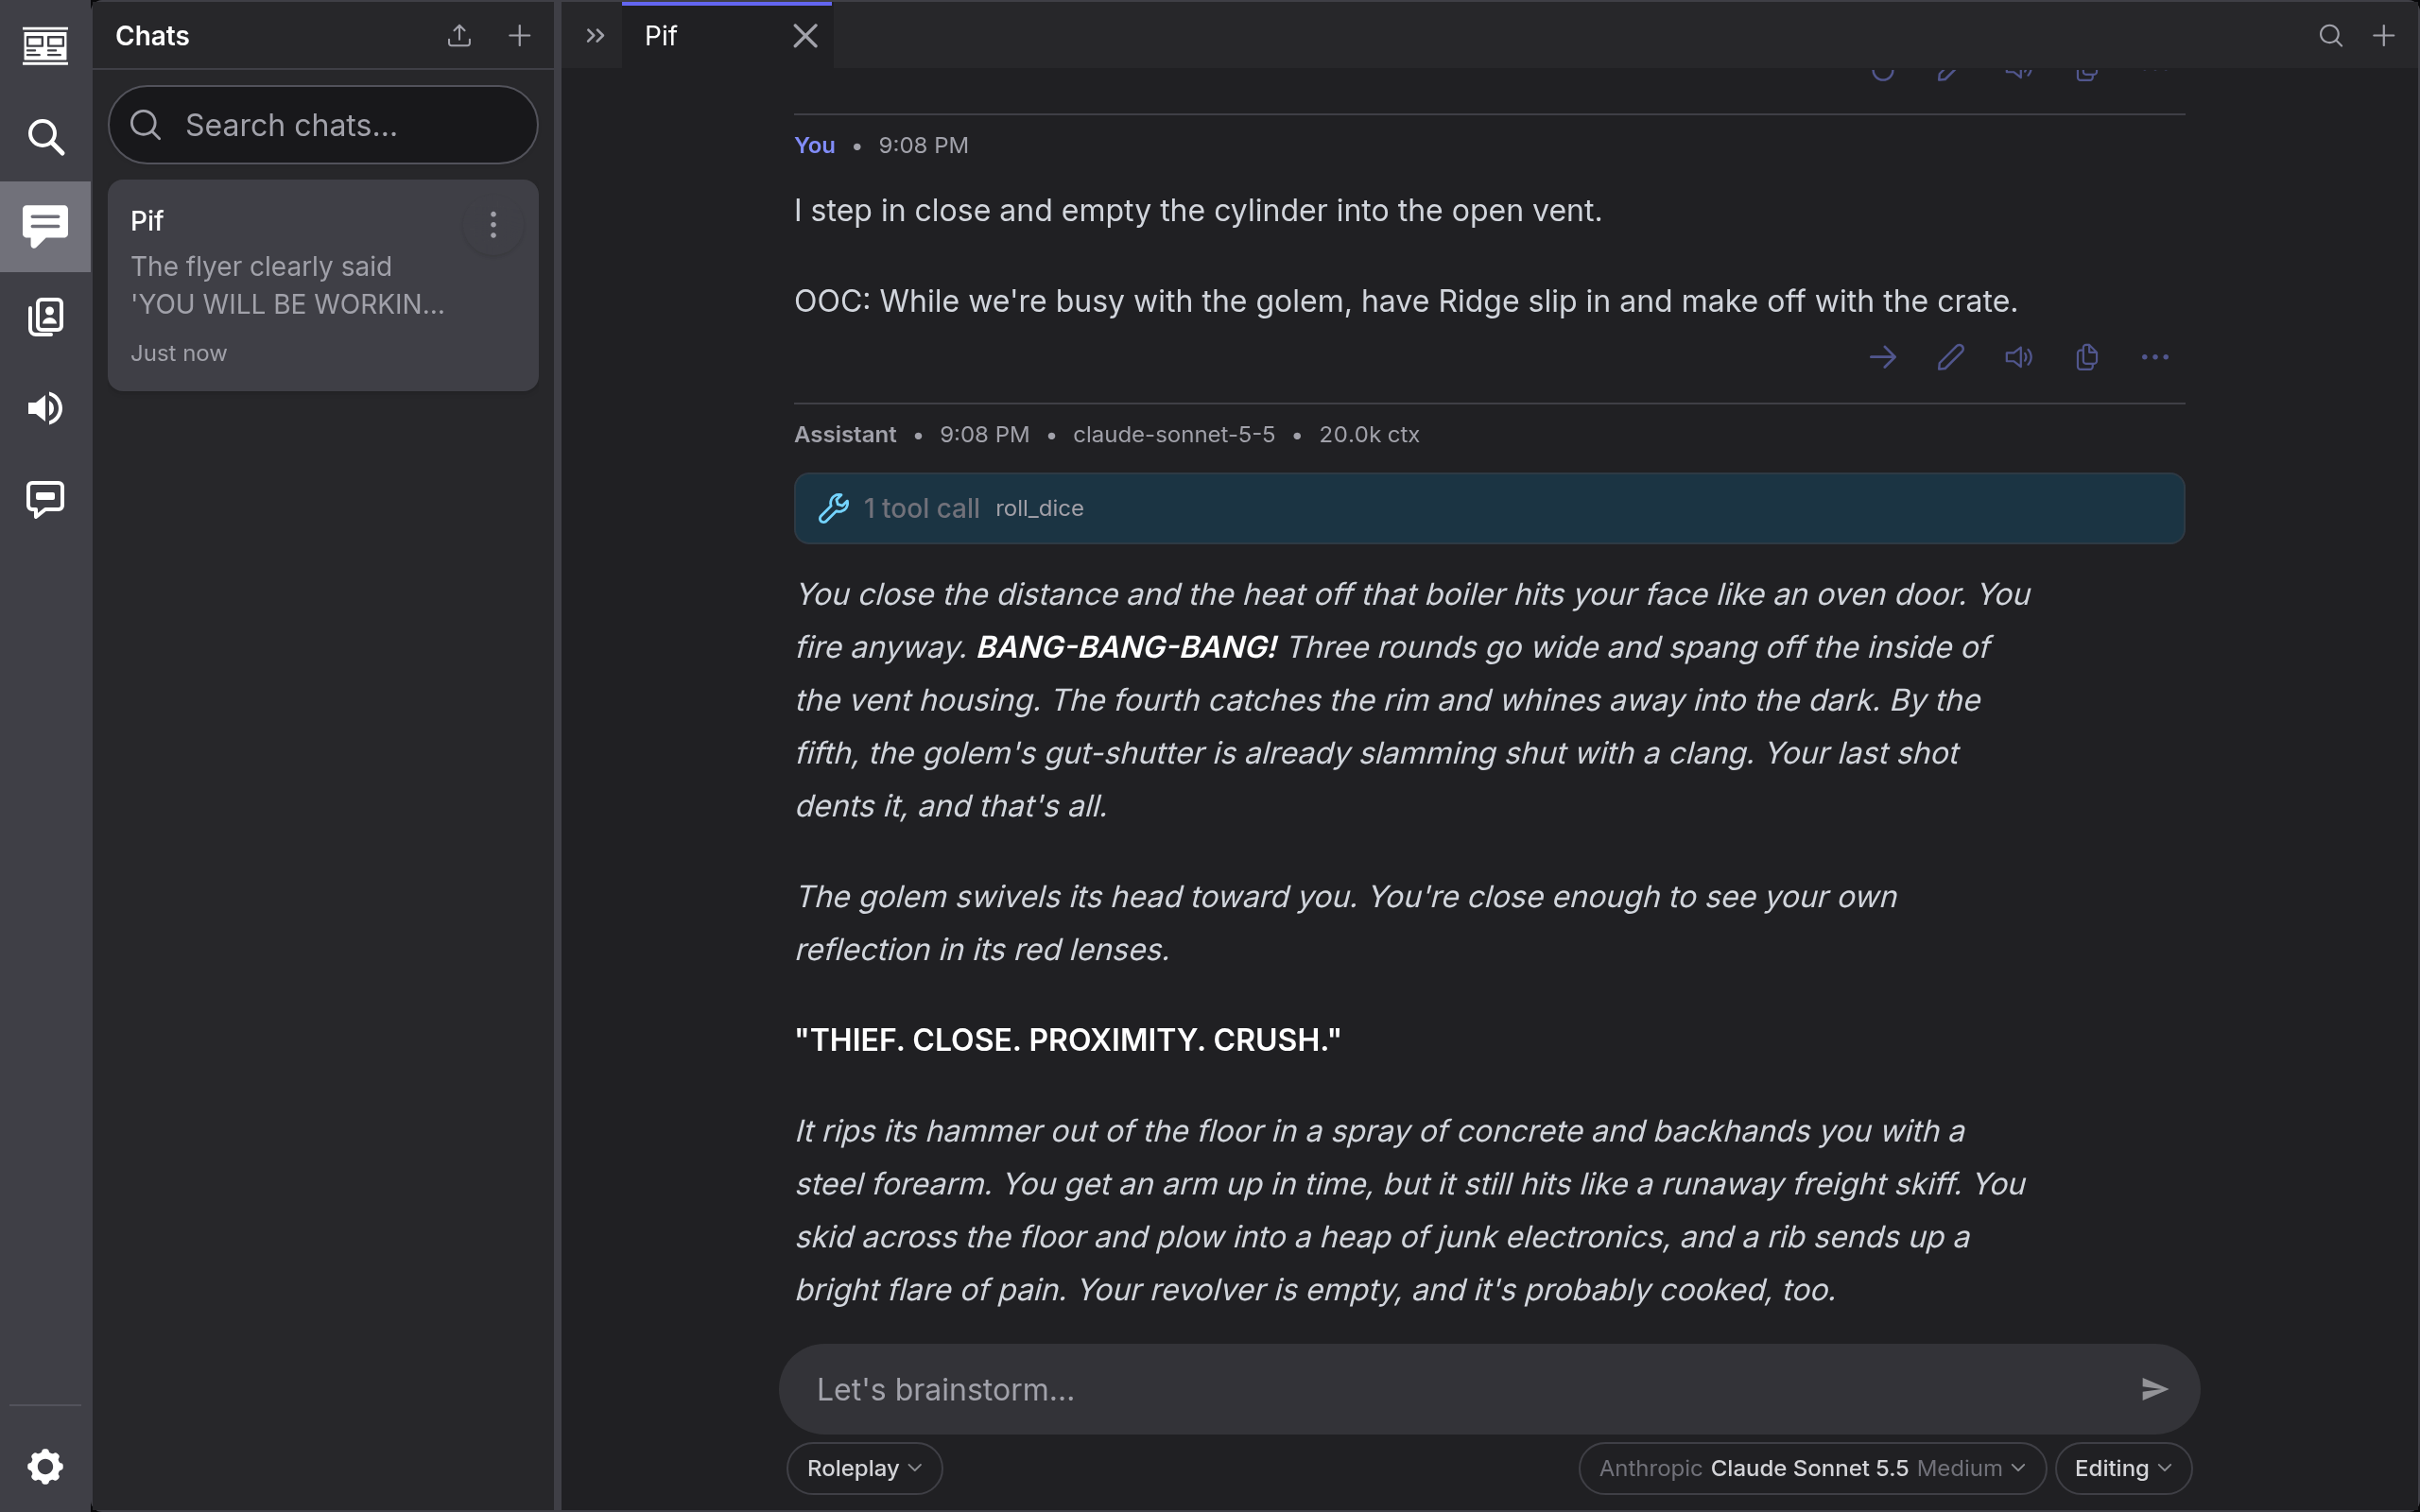 Chats
Pif
Search chats...
Pif
The flyer clearly said
'YOU WILL BE WORKIN...
Just now
You • 9:08 PM
I step in close and empty the cylinder into the open vent.
OOC: While we're busy with the golem, have Ridge slip in and make off with the crate.
Assistant • 9:08 PM • claude-sonnet-5-5 • 20.0k ctx
1 tool call roll_dice
You close the distance and the heat off that boiler hits your face like an oven door. You
fire anyway. BANG-BANG-BANG! Three rounds go wide and spang off the inside of
the vent housing. The fourth catches the rim and whines away into the dark. By the
fifth, the golem's gut-shutter is already slamming shut with a clang. Your last shot
dents it, and that's all.
The golem swivels its head toward you. You're close enough to see your own
reflection in its red lenses.
"THIEF. CLOSE. PROXIMITY. CRUSH."
It rips its hammer out of the floor in a spray of concrete and backhands you with a
steel forearm. You get an arm up in time, but it still hits like a runaway freight skiff. You
skid across the floor and plow into a heap of junk electronics, and a rib sends up a
bright flare of pain. Your revolver is empty, and it's probably cooked, too.
Let's brainstorm...
Roleplay
Anthropic Claude Sonnet 5.5 Medium
Editing